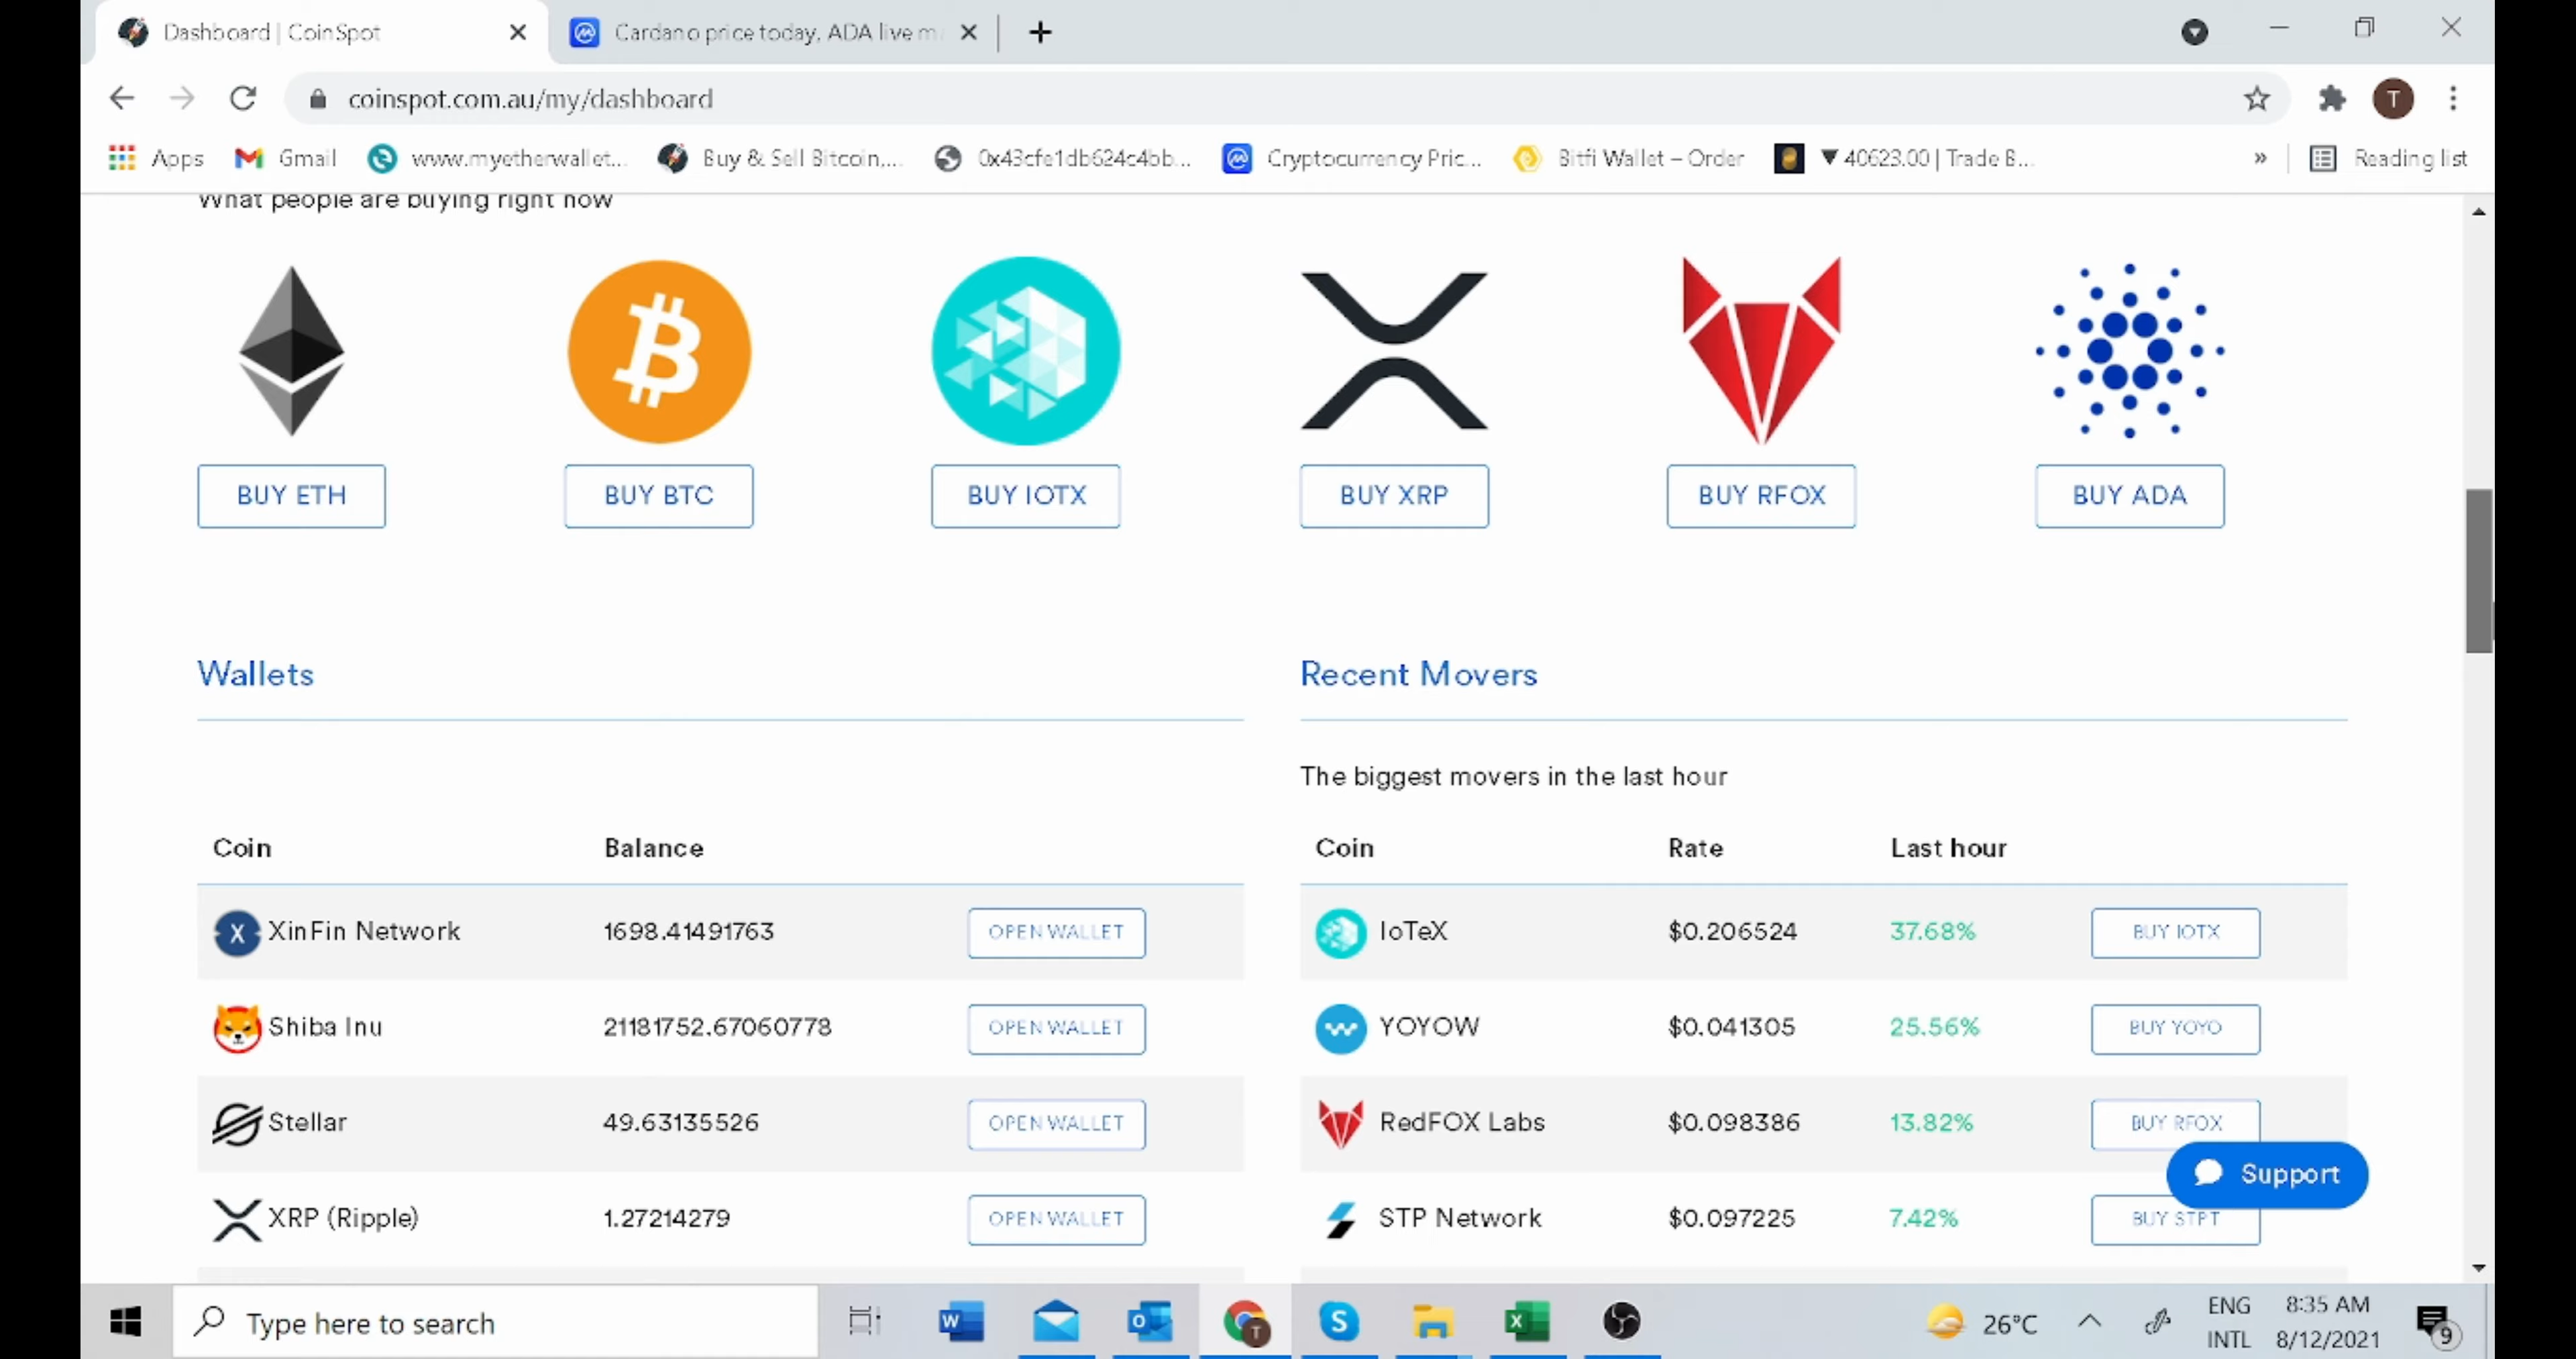 Dashboard | CoinSpot
Cardano price today, ADA live m
coinspot.com.au/my/dashboard
T
Apps Gmail www.myetherwallet... Buy & Sell Bitcoin,... 0x43cfe1db624c4bb... Cryptocurrency Pric... Bitfi Wallet – Order ▼ 40623.00 | Trade B... » Reading list
What people are buying right now
BUY ETH BUY BTC BUY IOTX BUY XRP BUY RFOX BUY ADA
Wallets
Coin Balance
XinFin Network 1698.41491763 OPEN WALLET
Shiba Inu 21181752.67060778 OPEN WALLET
Stellar 49.63135526 OPEN WALLET
XRP (Ripple) 1.27214279 OPEN WALLET
Recent Movers
The biggest movers in the last hour
Coin Rate Last hour
IoTeX $0.206524 37.68% BUY IOTX
YOYOW $0.041305 25.56% BUY YOYO
RedFOX Labs $0.098386 13.82% BUY RFOX
STP Network $0.097225 7.42% BUY STPT
Support
Type here to search
26°C
ENG
INTL
8:35 AM
8/12/2021
9